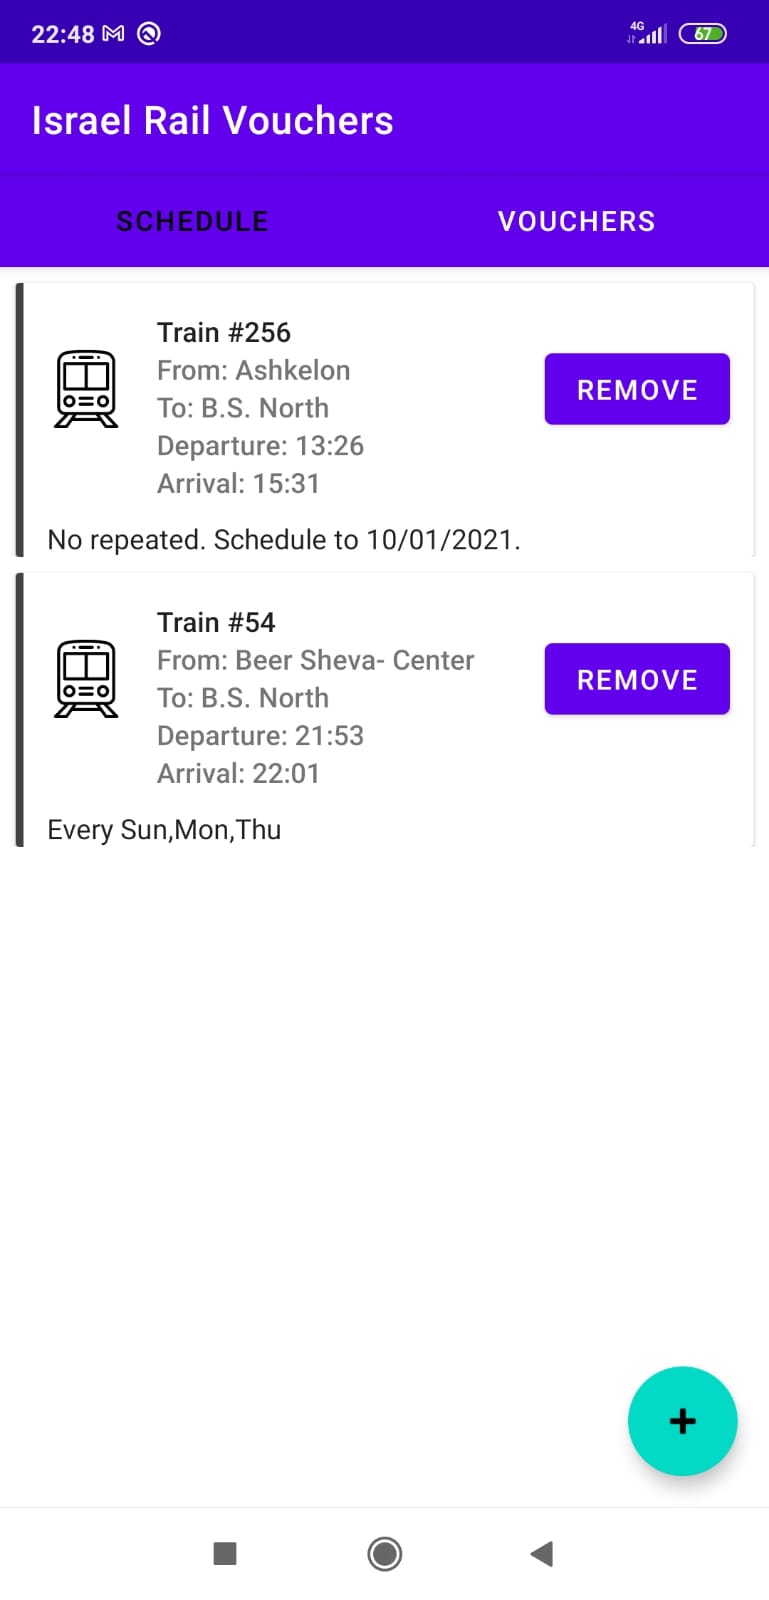 22:48
4G
67
Israel Rail Vouchers
SCHEDULE
VOUCHERS
Train #256
From: Ashkelon
To: B.S. North
Departure: 13:26
Arrival: 15:31
REMOVE
No repeated. Schedule to 10/01/2021.
Train #54
From: Beer Sheva- Center
To: B.S. North
Departure: 21:53
Arrival: 22:01
REMOVE
Every Sun,Mon,Thu
+